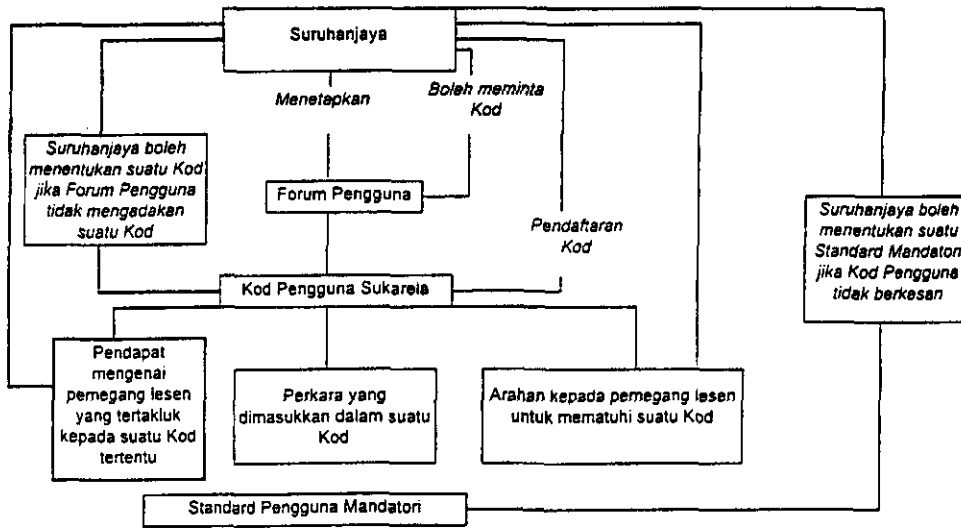 Suruhanjaya
Menetapkan
Boleh meminta
Kod
Suruhanjaya boleh
menentukan suatu Kod
jika Forum Pengguna
tidak mengadakan
suatu Kod
Forum Pengguna
Pendaftaran
Kod
Suruhanjaya boleh
menentukan suatu
Standard Mandatori
jika Kod Pengguna
tidak berkesan
Kod Pengguna Sukarela
Pendapat
mengenai
pemegang lesen
yang tertakluk
kepada suatu Kod
tertentu
Perkara yang
dimasukkan dalam suatu
Kod
Arahan kepada pemegang lesen
untuk mematuhi suatu Kod
Standard Pengguna Mandatori